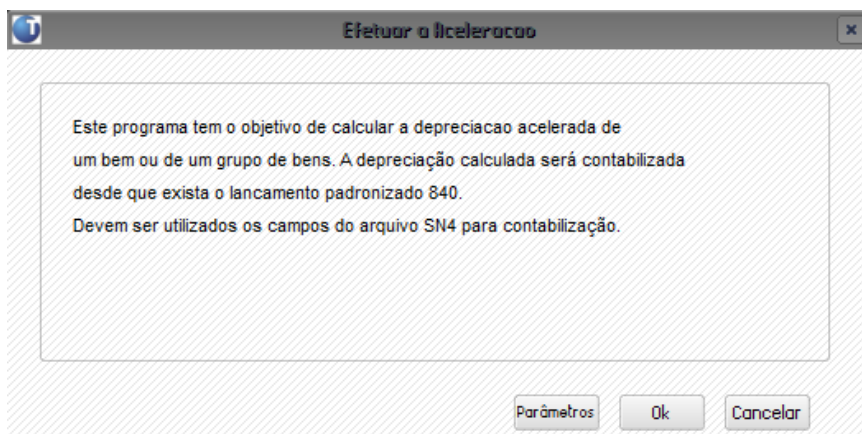 Efetuar a Aceleracao
Este programa tem o objetivo de calcular a depreciacao acelerada de
um bem ou de um grupo de bens. A depreciação calculada será contabilizada
desde que exista o lancamento padronizado 840.
Devem ser utilizados os campos do arquivo SN4 para contabilização.
Parâmetros Ok Cancelar